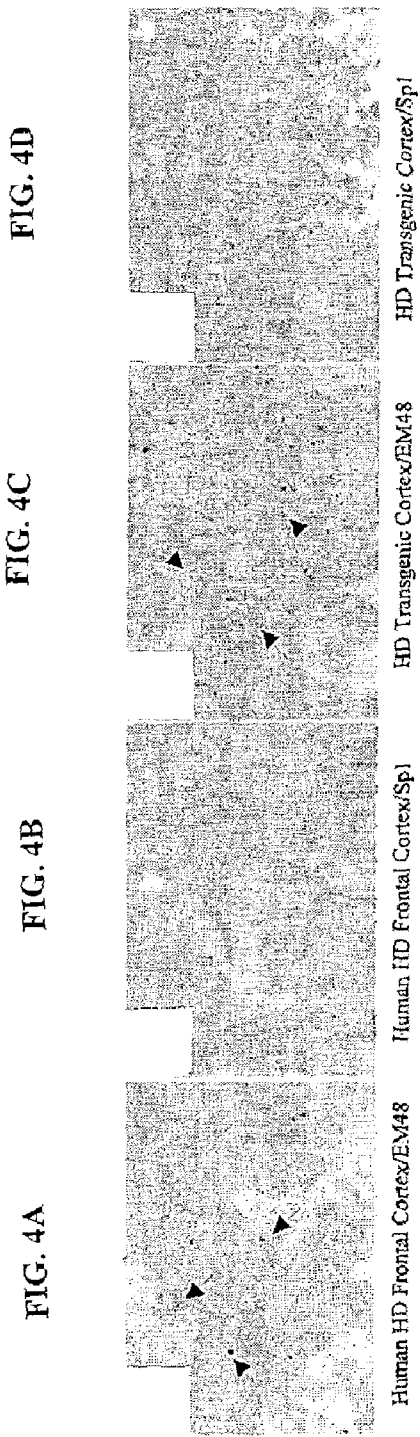 FIG. 4A
FIG. 4B
FIG. 4C
FIG. 4D
Human HD Frontal Cortex/EM48
Human HD Frontal Cortex/Sp1
HD Transgenic Cortex/EM48
HD Transgenic Cortex/Sp1